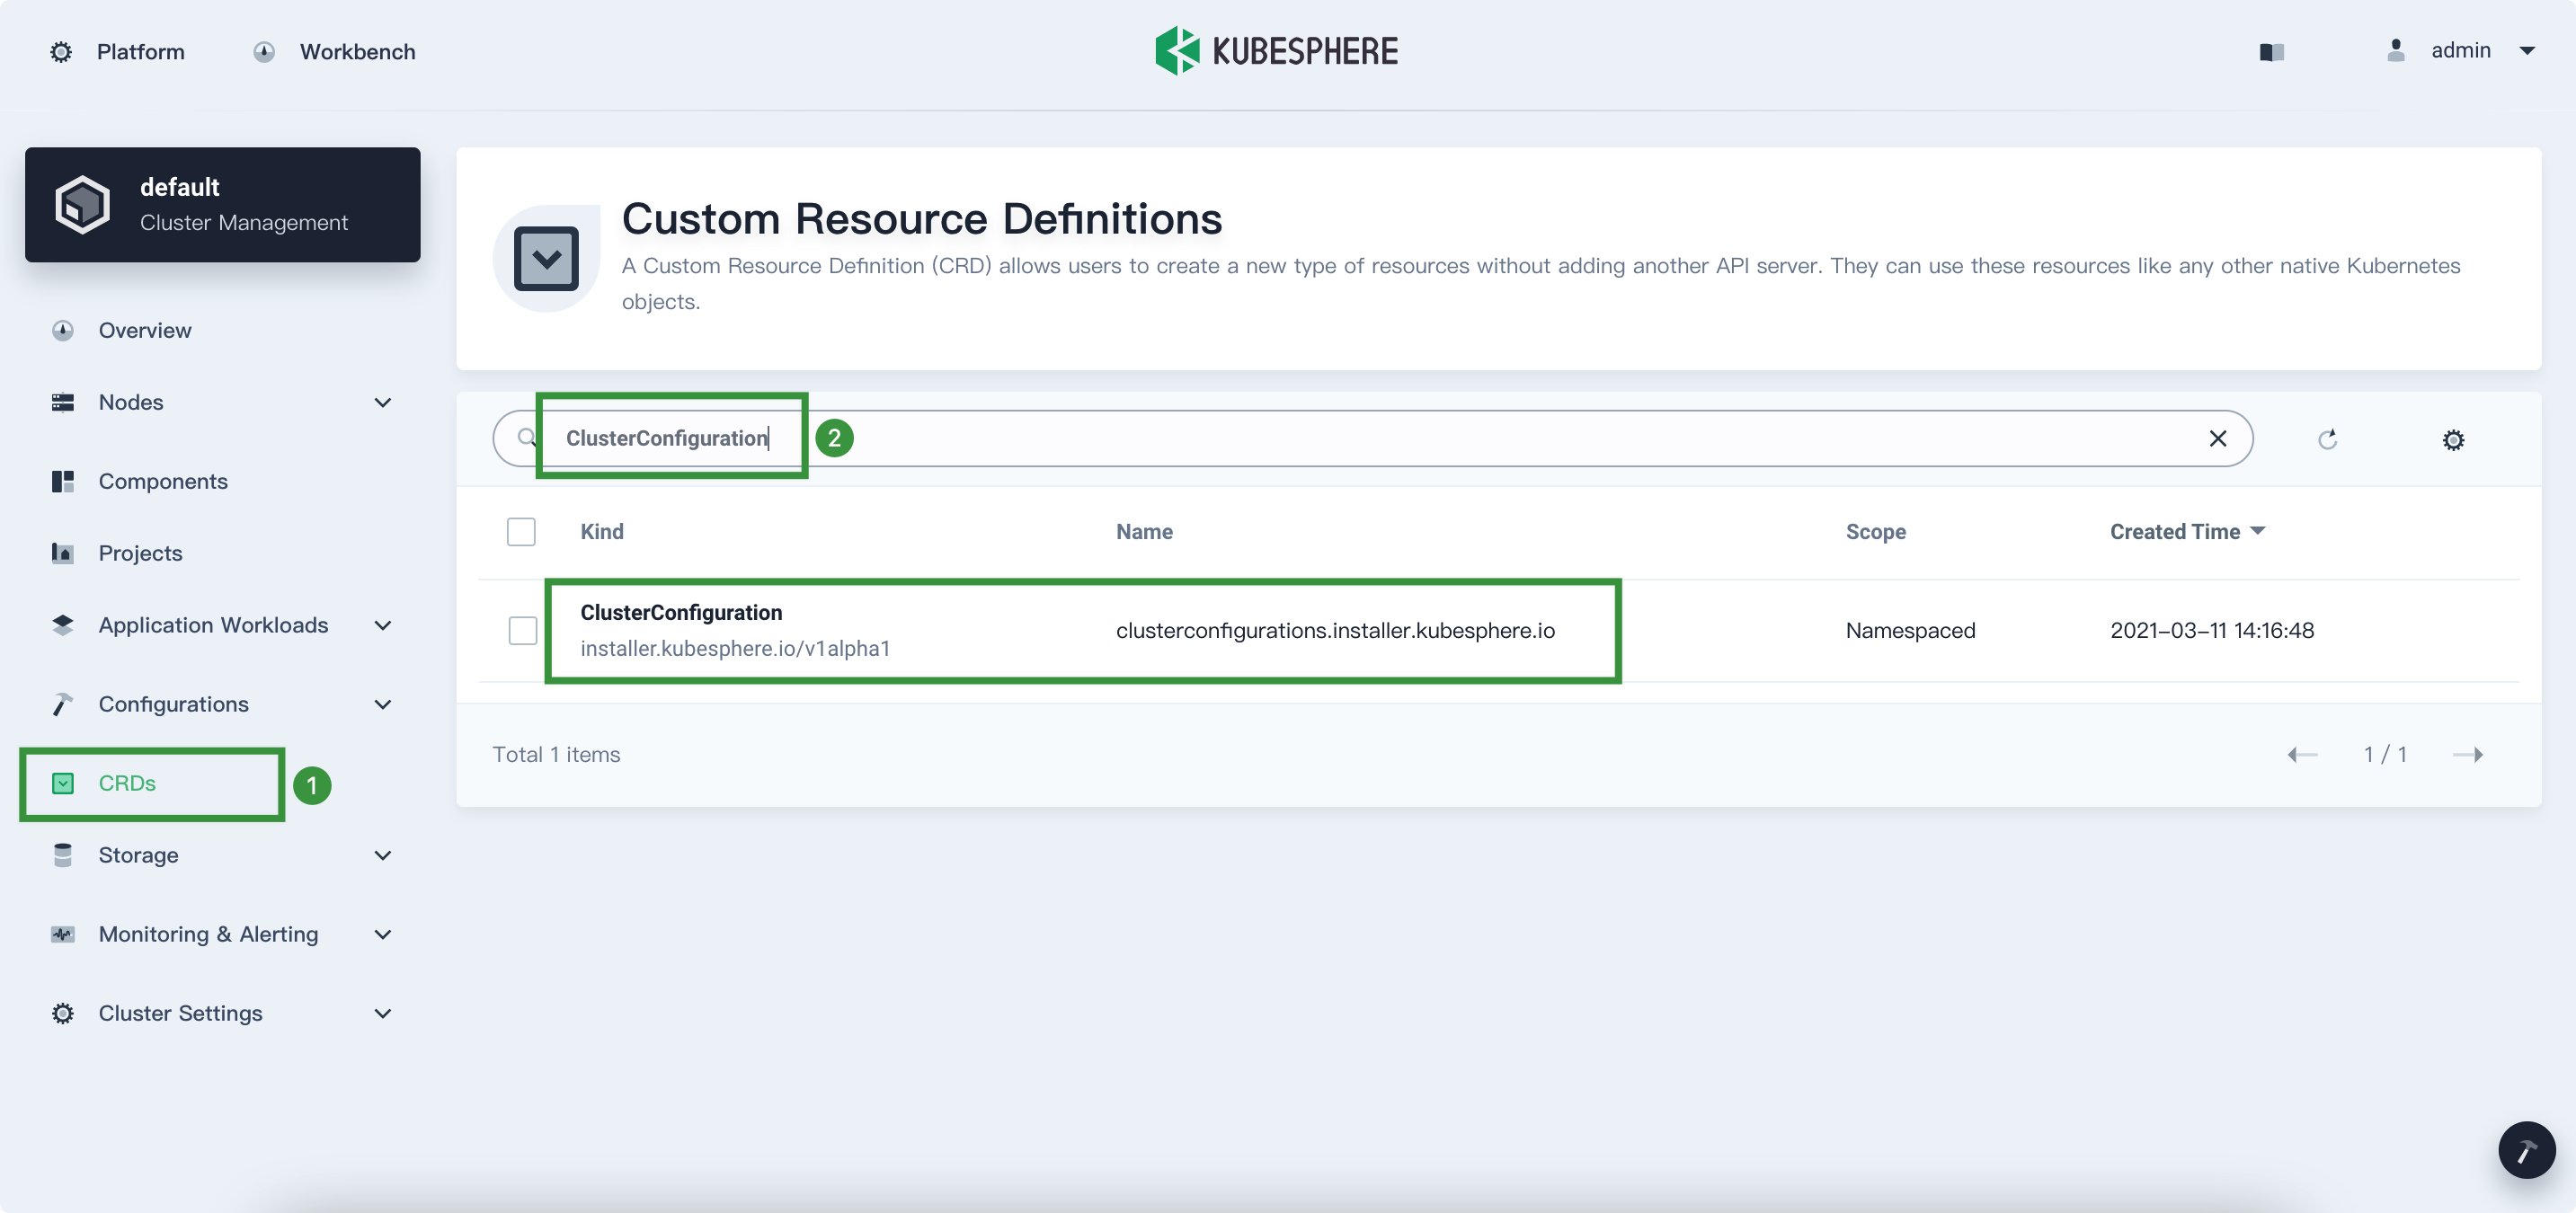 Platform
Workbench
KUBESPHERE
admin
default
Cluster Management
Overview
Nodes
Components
Projects
Application Workloads
Configurations
CRDs
1
Storage
Monitoring & Alerting
Cluster Settings
Custom Resource Definitions
A Custom Resource Definition (CRD) allows users to create a new type of resources without adding another API server. They can use these resources like any other native Kubernetes
objects.
ClusterConfiguration
2
Kind Name Scope Created Time
ClusterConfiguration
installer.kubesphere.io/v1alpha1
clusterconfigurations.installer.kubesphere.io
Namespaced
2021-03-11 14:16:48
Total 1 items
1 / 1